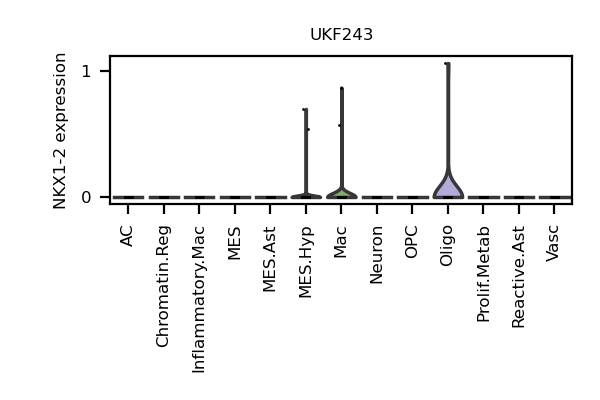 UKF243
NKX1-2 expression
1
0
AC
Chromatin.Reg
Inflammatory.Mac
MES
MES.Ast
MES.Hyp
Mac
Neuron
OPC
Oligo
Prolif.Metab
Reactive.Ast
Vasc